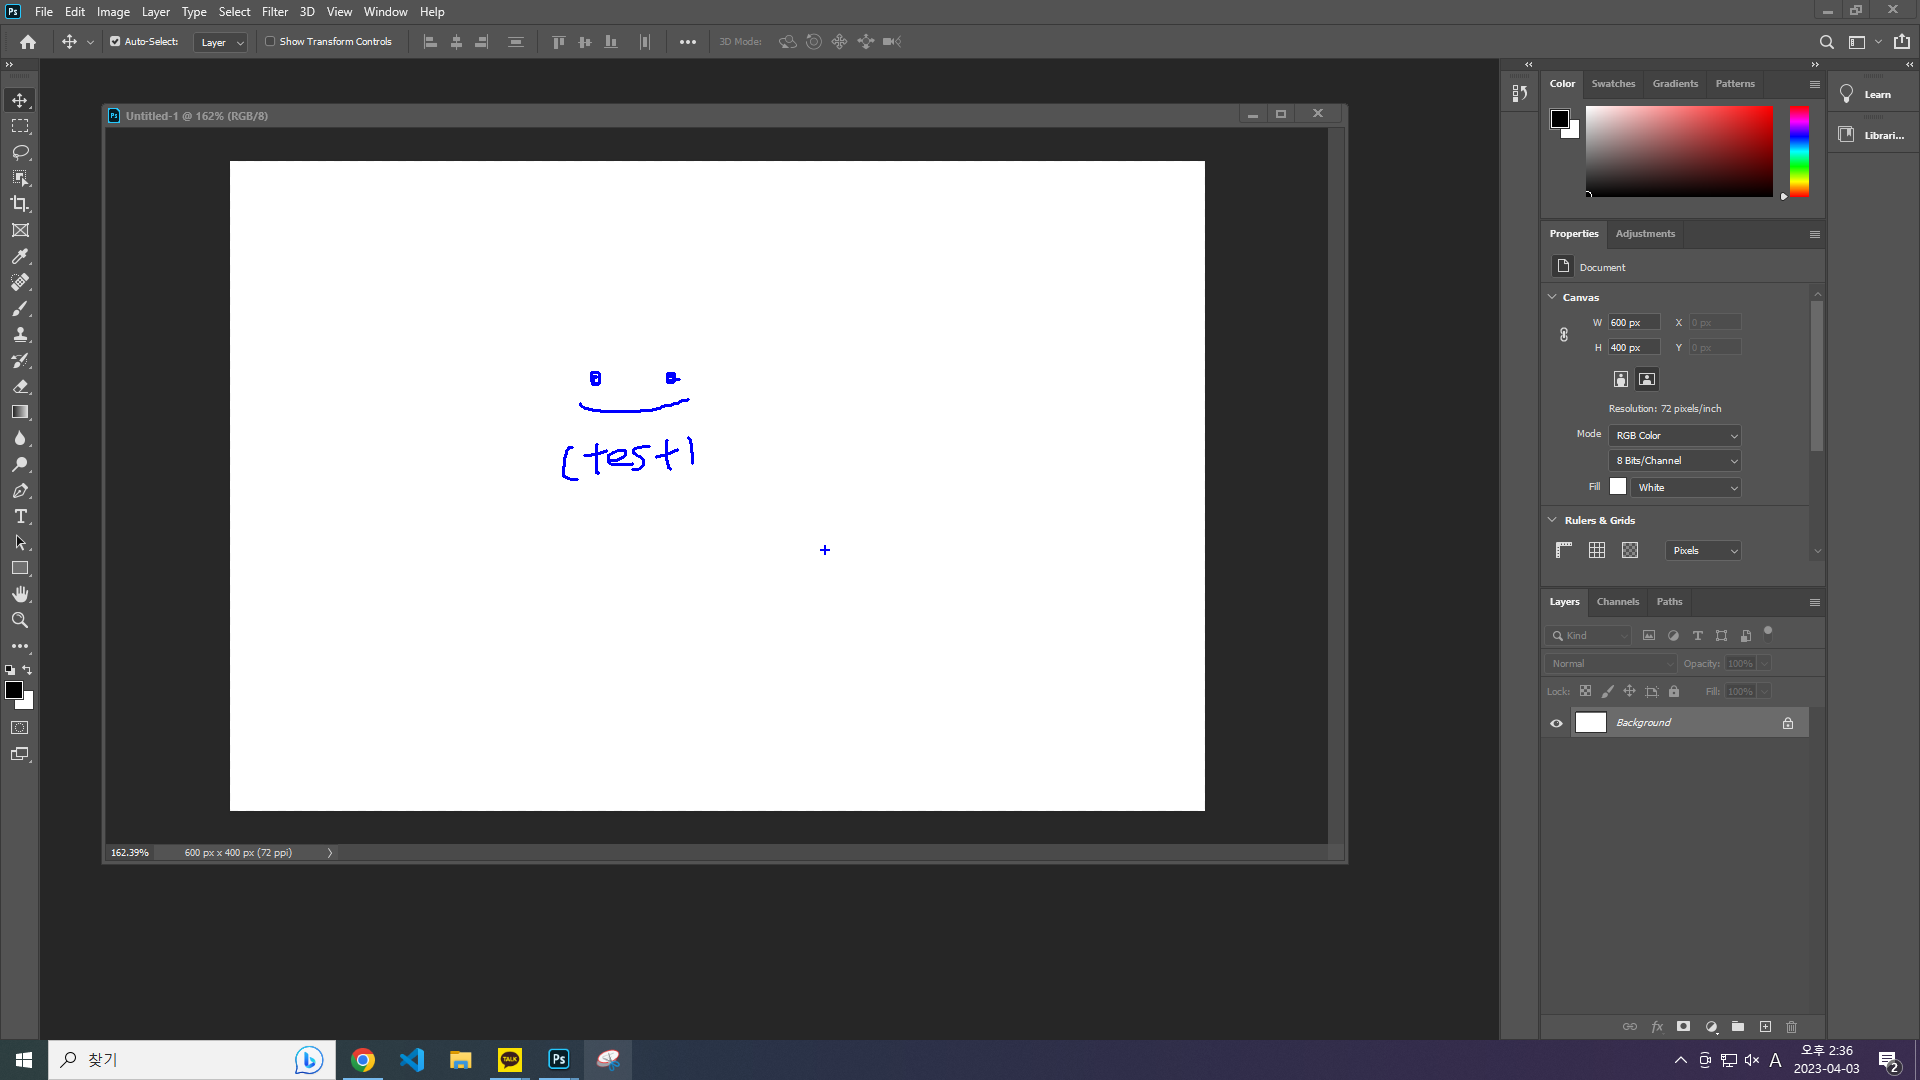 Ps File Edit Image Layer Type Select Filter 3D View Window Help
Auto-Select: Layer Show Transform Controls 3D Mode:
Untitled-1 @ 162% (RGB/8)
(test)
162.39% 600 px x 400 px (72 ppi)
Color Swatches Gradients Patterns
Learn
Librari...
Properties Adjustments
Document
Canvas
W 600 px X 0 px
H 400 px Y 0 px
Resolution: 72 pixels/inch
Mode RGB Color
8 Bits/Channel
Fill White
Rulers & Grids
Pixels
Layers Channels Paths
Kind
Normal Opacity: 100%
Lock: Fill: 100%
Background
fx
찾기
TALK
Ps
A
오후 2:36
2023-04-03
2